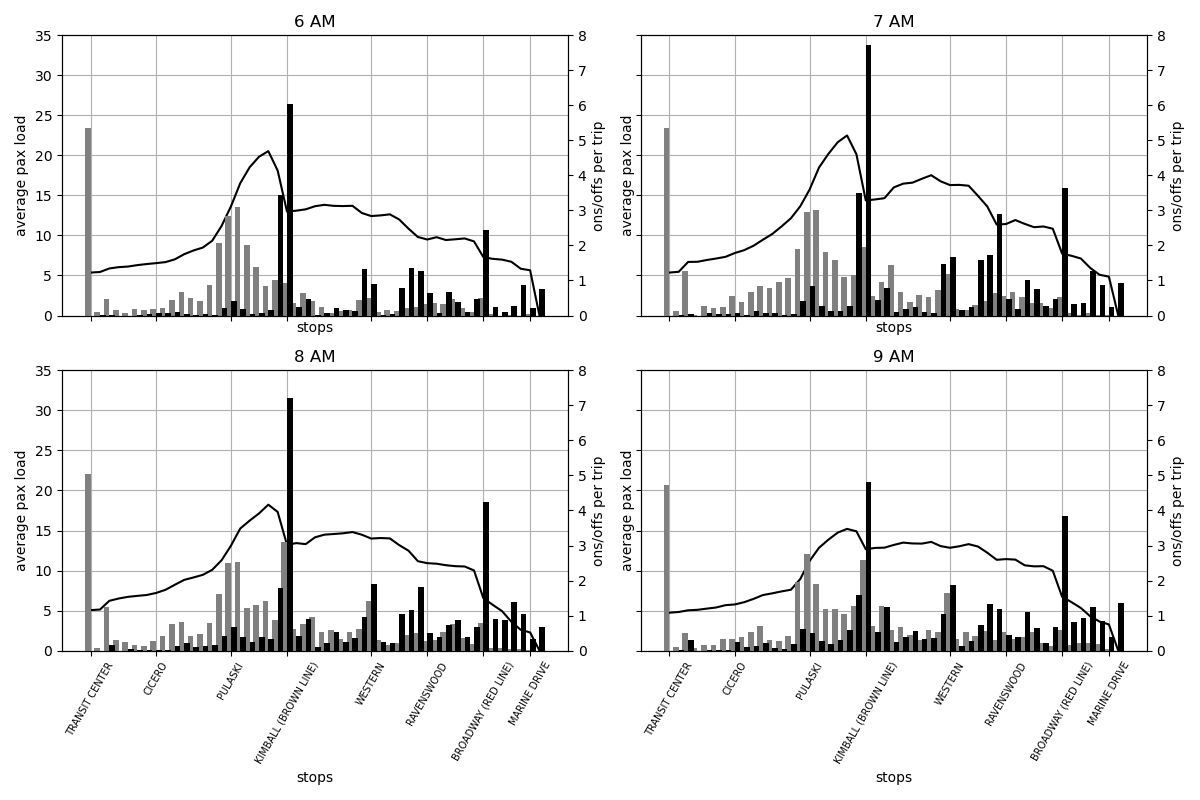 6 AM
7 AM
35
30
25
20
15
10
5
0
average pax load
8
7
6
5
4
3
2
1
0
ons/offs per trip
stops
average pax load
8
7
6
5
4
3
2
1
0
ons/offs per trip
stops
8 AM
9 AM
35
30
25
20
15
10
5
0
average pax load
8
7
6
5
4
3
2
1
0
ons/offs per trip
average pax load
8
7
6
5
4
3
2
1
0
ons/offs per trip
TRANSIT CENTER
CICERO
PULASKI
KIMBALL (BROWN LINE)
WESTERN
RAVENSWOOD
BROADWAY (RED LINE)
MARINE DRIVE
stops
TRANSIT CENTER
CICERO
PULASKI
KIMBALL (BROWN LINE)
WESTERN
RAVENSWOOD
BROADWAY (RED LINE)
MARINE DRIVE
stops